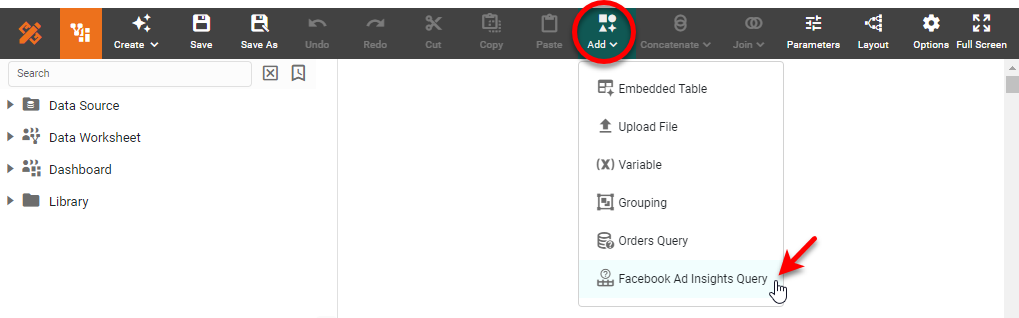 Create Save Save As Undo Redo Cut Copy Paste Add Concatenate Join Parameters Layout Options Full Screen
Search
Data Source
Data Worksheet
Dashboard
Library
Embedded Table
Upload File
(X) Variable
Grouping
Orders Query
Facebook Ad Insights Query